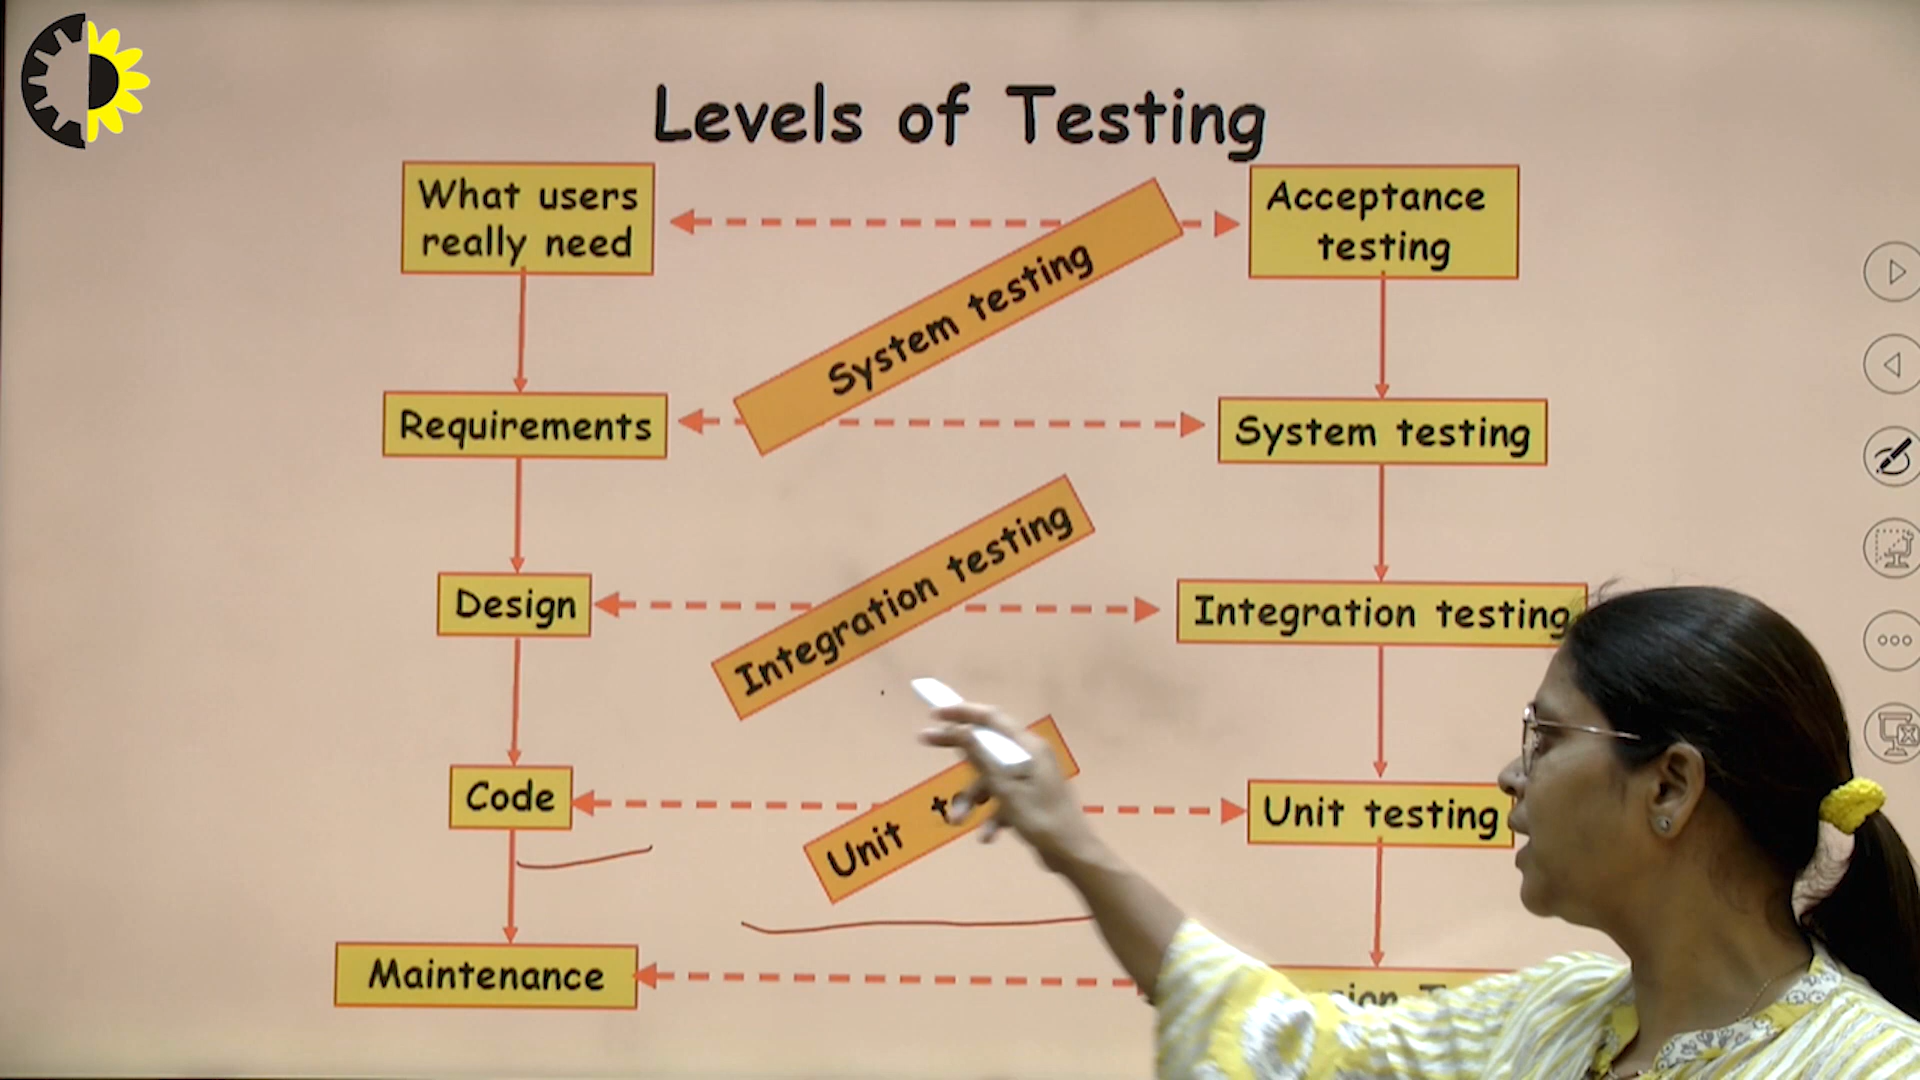 Levels of Testing
What users
really need
Acceptance
testing
System testing
Requirements
System testing
Integration testing
Design
Integration testing
Code
Unit
Unit testing
Maintenance